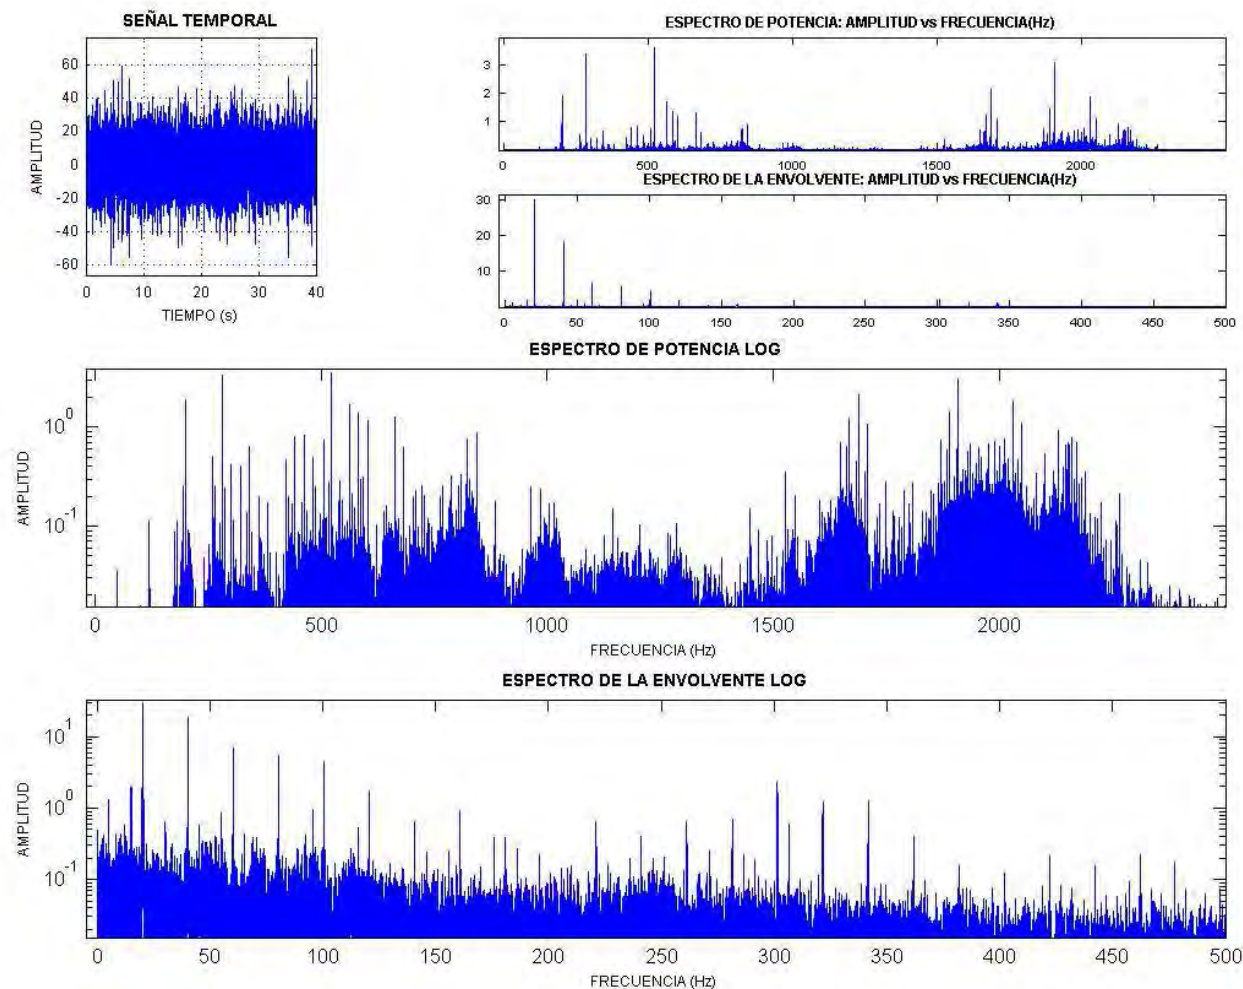 SEÑAL TEMPORAL
AMPLITUD
60
40
20
0
-20
-40
-60
0 10 20 30 40
TIEMPO (s)
ESPECTRO DE POTENCIA: AMPLITUD vs FRECUENCIA(Hz)
3
2
1
0 500 1000 1500 2000
ESPECTRO DE LA ENVOLVENTE: AMPLITUD vs FRECUENCIA(Hz)
30
20
10
0 50 100 150 200 250 300 350 400 450 500
ESPECTRO DE POTENCIA LOG
AMPLITUD
10^0
10^-1
0 500 1000 1500 2000
FRECUENCIA (Hz)
ESPECTRO DE LA ENVOLVENTE LOG
AMPLITUD
10^1
10^0
10^-1
0 50 100 150 200 250 300 350 400 450 500
FRECUENCIA (Hz)